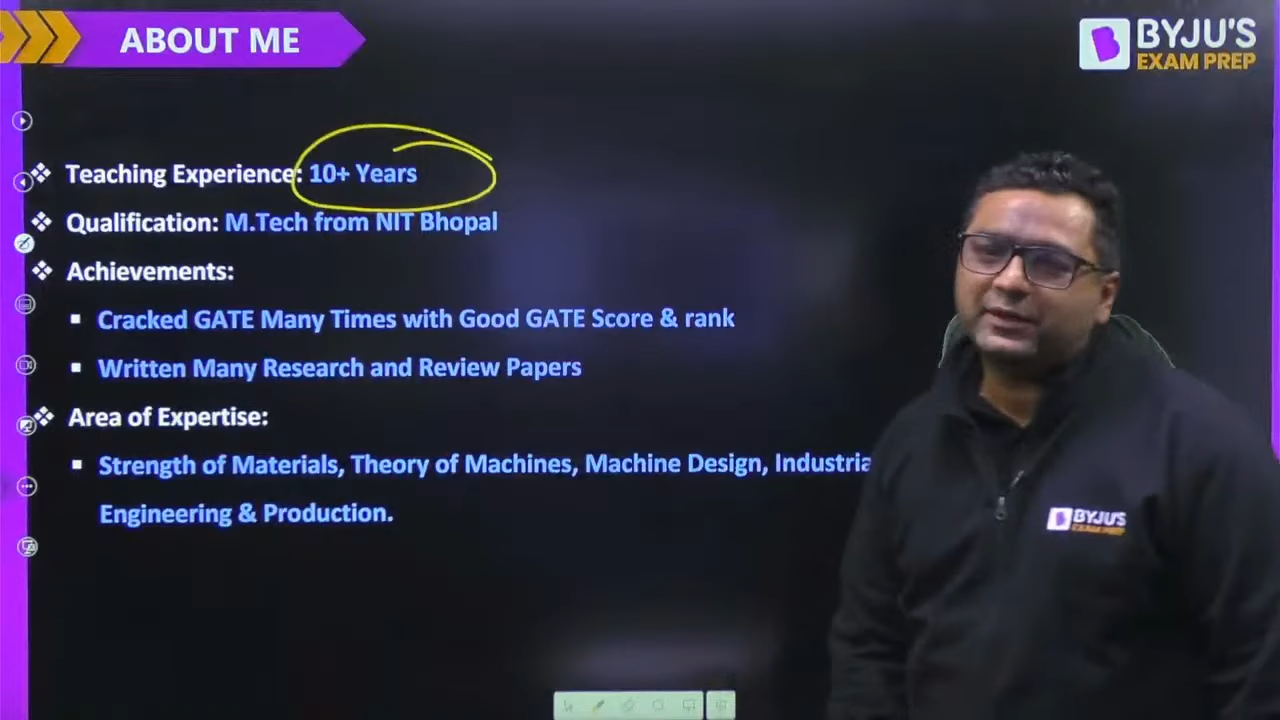 ABOUT ME
BYJU'S
EXAM PREP
Teaching Experience: 10+ Years
Qualification: M.Tech from NIT Bhopal
Achievements:
Cracked GATE Many Times with Good GATE Score & rank
Written Many Research and Review Papers
Area of Expertise:
Strength of Materials, Theory of Machines, Machine Design, Industria
Engineering & Production.
BYJU'S
EXAM PREP